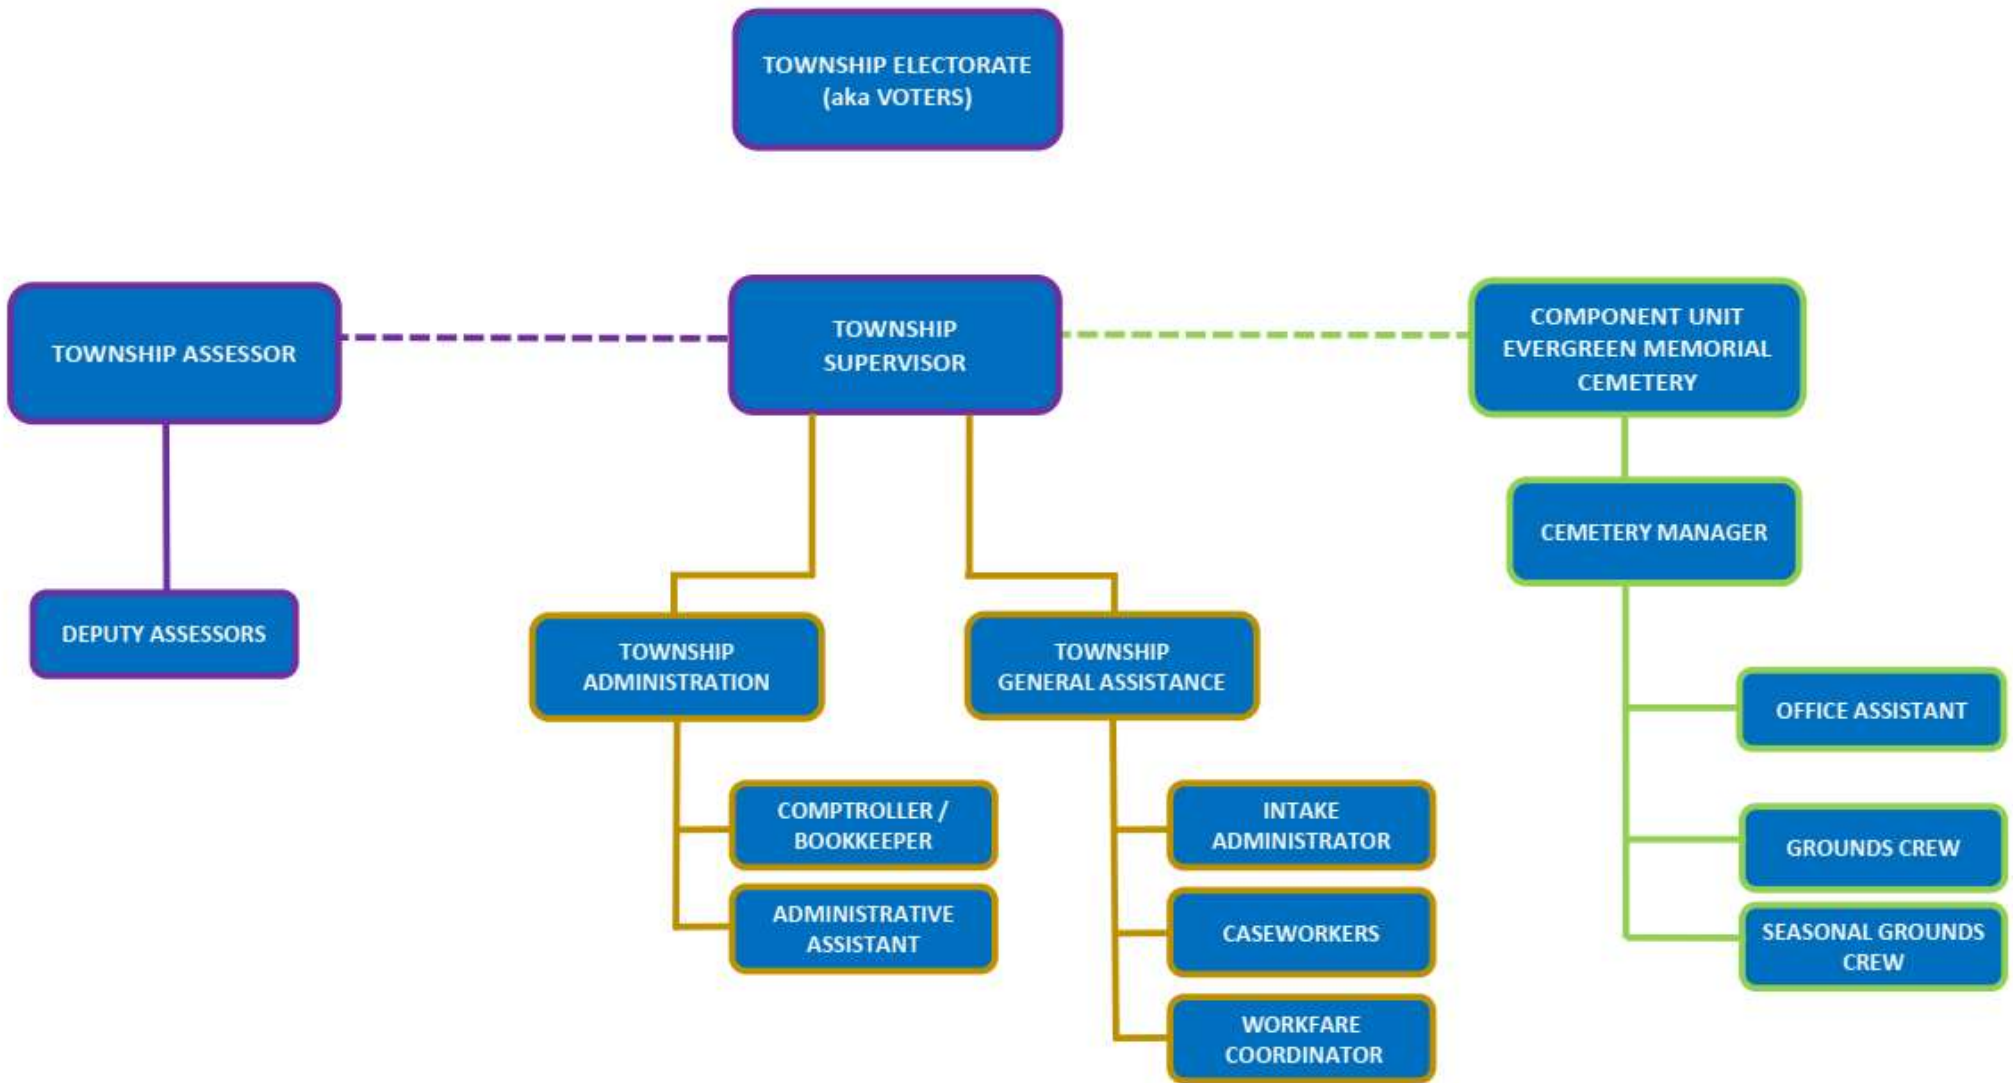 TOWNSHIP ELECTORATE
(aka VOTERS)
TOWNSHIP ASSESSOR
TOWNSHIP
SUPERVISOR
COMPONENT UNIT
EVERGREEN MEMORIAL
CEMETERY
CEMETERY MANAGER
DEPUTY ASSESSORS
TOWNSHIP
ADMINISTRATION
TOWNSHIP
GENERAL ASSISTANCE
OFFICE ASSISTANT
COMPTROLLER /
BOOKKEEPER
INTAKE
ADMINISTRATOR
GROUNDS CREW
ADMINISTRATIVE
ASSISTANT
CASEWORKERS
SEASONAL GROUNDS
CREW
WORKFARE
COORDINATOR